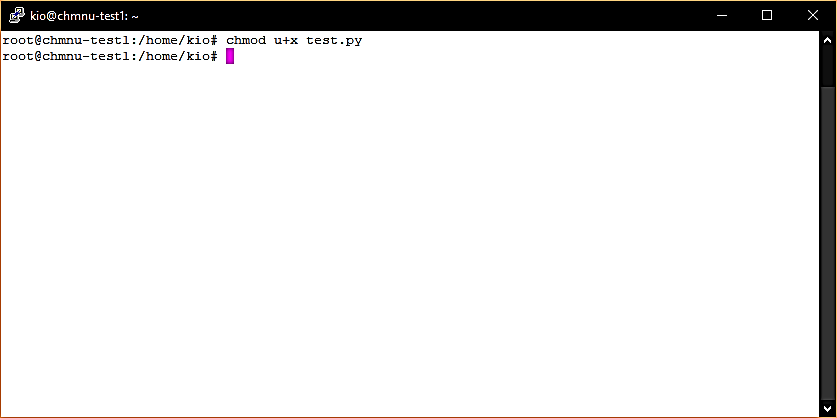 kio@chmnu-test1: ~
root@chmnu-test1:/home/kio# chmod u+x test.py
root@chmnu-test1:/home/kio#